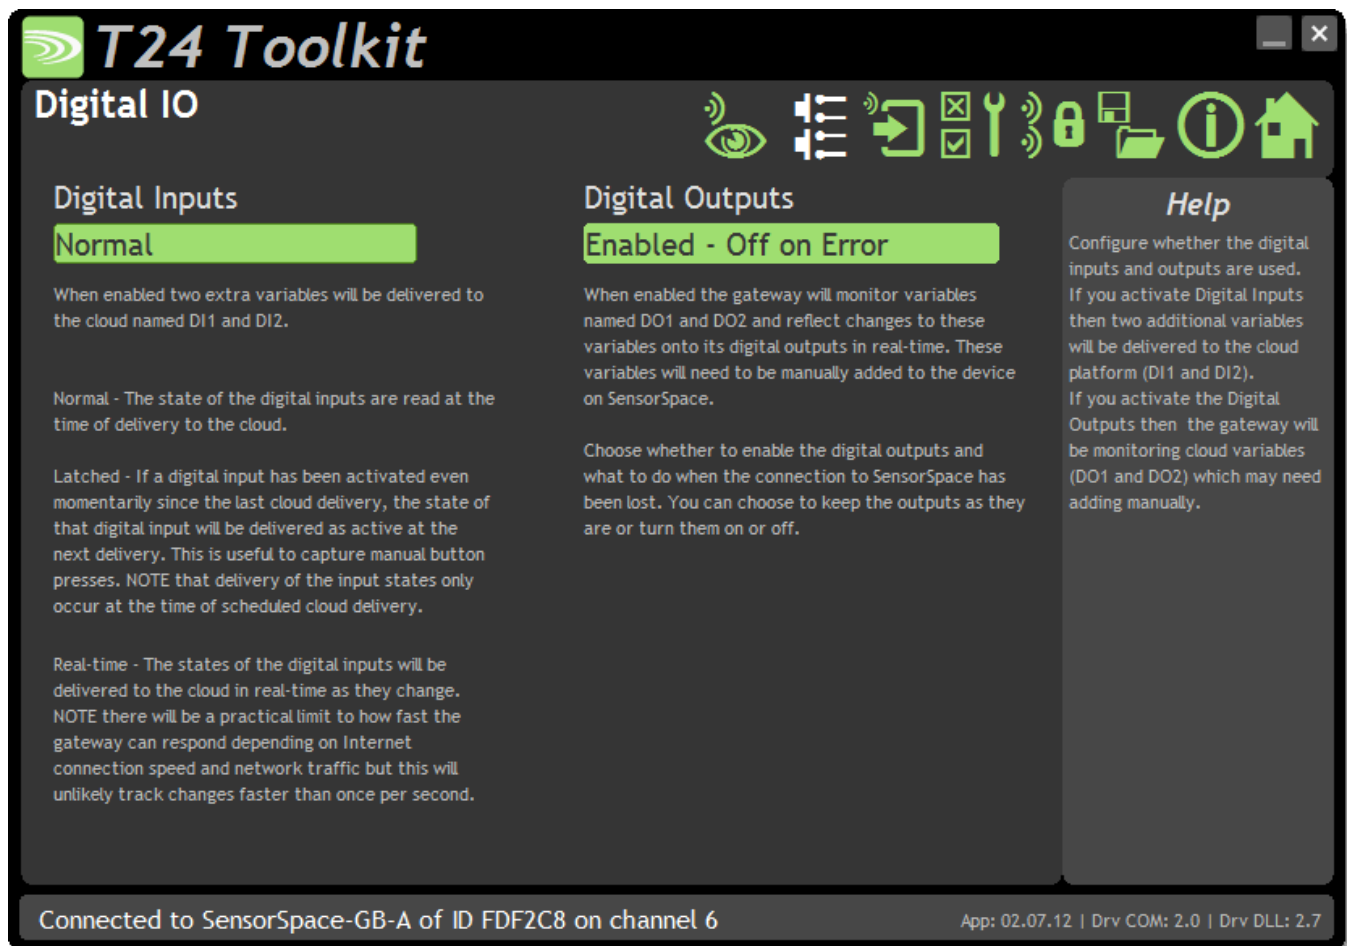 T24 Toolkit
Digital IO
Digital Inputs
Normal
When enabled two extra variables will be delivered to
the cloud named DI1 and DI2.
Normal - The state of the digital inputs are read at the
time of delivery to the cloud.
Latched - If a digital input has been activated even
momentarily since the last cloud delivery, the state of
that digital input will be delivered as active at the
next delivery. This is useful to capture manual button
presses. NOTE that delivery of the input states only
occur at the time of scheduled cloud delivery.
Real-time - The states of the digital inputs will be
delivered to the cloud in real-time as they change.
NOTE there will be a practical limit to how fast the
gateway can respond depending on Internet
connection speed and network traffic but this will
unlikely track changes faster than once per second.
Digital Outputs
Enabled - Off on Error
When enabled the gateway will monitor variables
named DO1 and DO2 and reflect changes to these
variables onto its digital outputs in real-time. These
variables will need to be manually added to the device
on SensorSpace.
Choose whether to enable the digital outputs and
what to do when the connection to SensorSpace has
been lost. You can choose to keep the outputs as they
are or turn them on or off.
Help
Configure whether the digital
inputs and outputs are used.
If you activate Digital Inputs
then two additional variables
will be delivered to the cloud
platform (DI1 and DI2).
If you activate the Digital
Outputs then  the gateway will
be monitoring cloud variables
(DO1 and DO2) which may need
adding manually.
Connected to SensorSpace-GB-A of ID FDF2C8 on channel 6
App: 02.07.12 | Drv COM: 2.0 | Drv DLL: 2.7